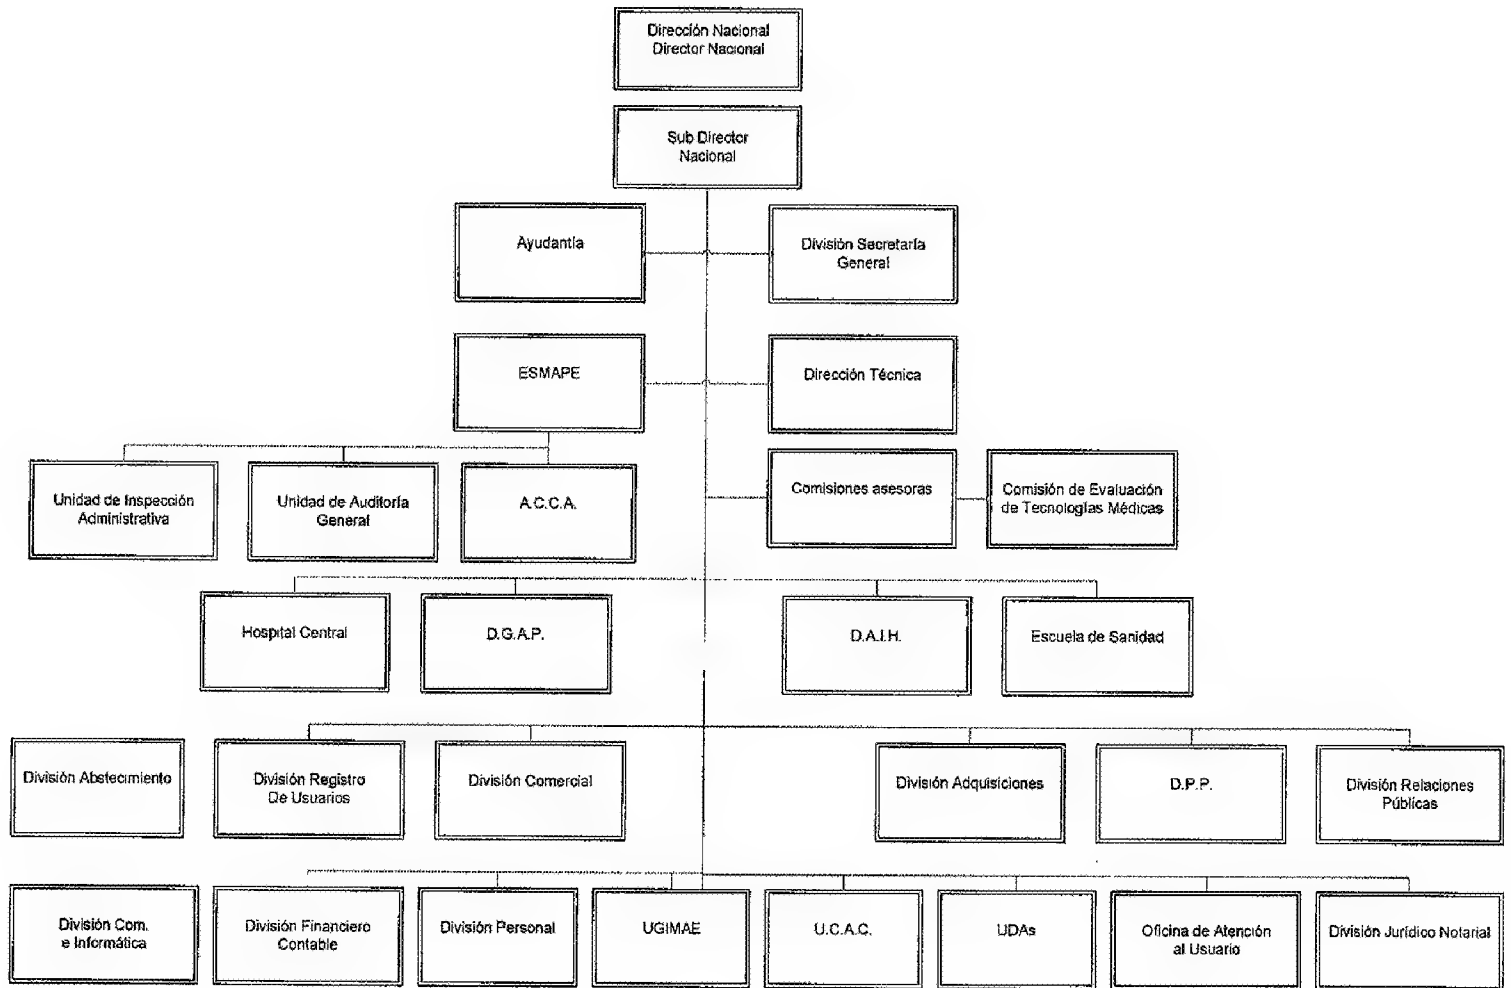 Dirección Nacional
Director Nacional
Sub Director
Nacional
Ayudantía
División Secretaría
General
ESMAPE
Dirección Técnica
Unidad de Inspección
Administrativa
Unidad de Auditoría
General
A.C.C.A.
Comisiones asesoras
Comisión de Evaluación
de Tecnologías Médicas
Hospital Central
D.G.A.P.
D.A.I.H.
Escuela de Sanidad
División Abstecimiento
División Registro
De Usuarios
División Comercial
División Adquisiciones
D.P.P.
División Relaciones
Públicas
División Com.
e Informática
División Financiero
Contable
División Personal
UGIMAE
U.C.A.C.
UDAs
Oficina de Atención
al Usuario
División Jurídico Notarial